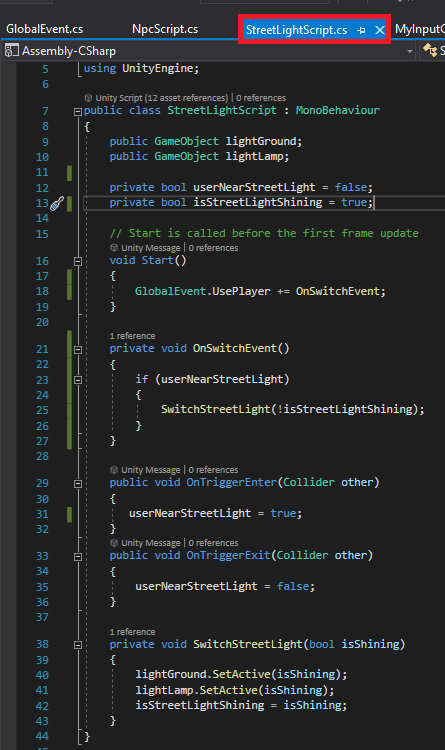 GlobalEvent.cs NpcScript.cs StreetLightScript.cs MyInputC
Assembly-CSharp S
5 using UnityEngine;
6
Unity Script (12 asset references) | 0 references
7 public class StreetLightScript : MonoBehaviour
8 {
9 public GameObject lightGround;
10 public GameObject lightLamp;
11
12 private bool userNearStreetLight = false;
13 private bool isStreetLightShining = true;
14
15 // Start is called before the first frame update
Unity Message | 0 references
16 void Start()
17 {
18 GlobalEvent.UsePlayer += OnSwitchEvent;
19 }
20
1 reference
21 private void OnSwitchEvent()
22 {
23 if (userNearStreetLight)
24 {
25 SwitchStreetLight(!isStreetLightShining);
26 }
27 }
28
Unity Message | 0 references
29 public void OnTriggerEnter(Collider other)
30 {
31 userNearStreetLight = true;
32 }
Unity Message | 0 references
33 public void OnTriggerExit(Collider other)
34 {
35 userNearStreetLight = false;
36 }
37
1 reference
38 private void SwitchStreetLight(bool isShining)
39 {
40 lightGround.SetActive(isShining);
41 lightLamp.SetActive(isShining);
42 isStreetLightShining = isShining;
43 }
44 }